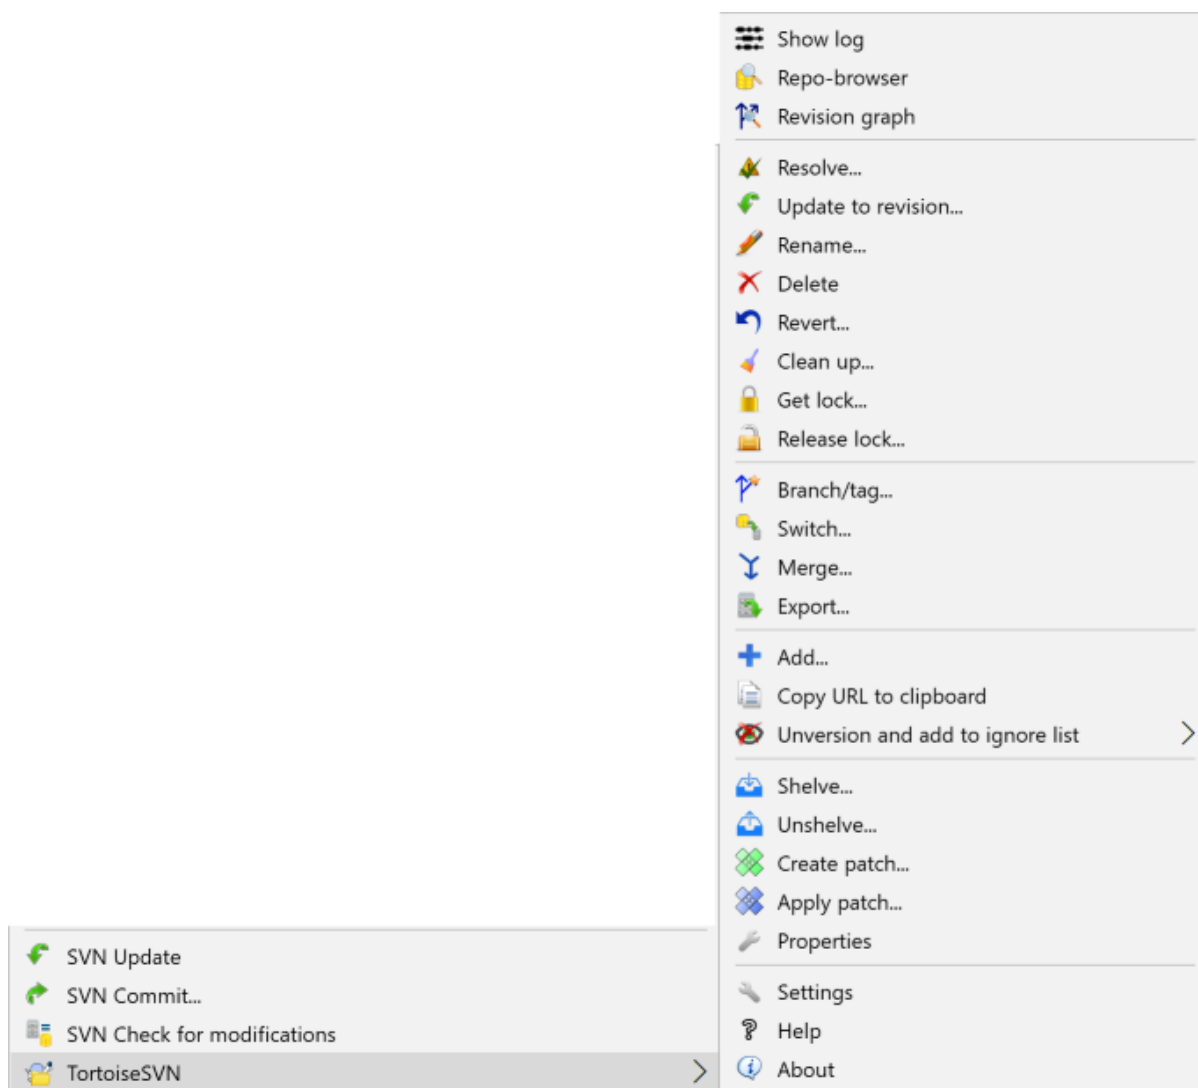 Show log
Repo-browser
Revision graph
Resolve...
Update to revision...
Rename...
Delete
Revert...
Clean up...
Get lock...
Release lock...
Branch/tag...
Switch...
Merge...
Export...
Add...
Copy URL to clipboard
Unversion and add to ignore list
Shelve...
Unshelve...
Create patch...
Apply patch...
Properties
Settings
Help
About
SVN Update
SVN Commit...
SVN Check for modifications
TortoiseSVN